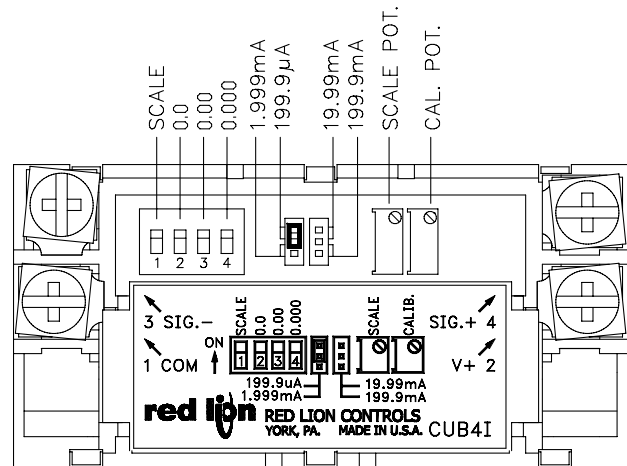 SCALE
0.0
0.00
0.000
1.999mA
199.9µA
19.99mA
199.9mA
SCALE POT.
CAL. POT.
1 2 3 4
3 SIG.-
1 COM
ON
SCALE
0.0
0.00
0.000
1 2 3 4
SCALE
CALIB.
SIG.+ 4
V+ 2
199.9uA
1.999mA
19.99mA
199.9mA
red lion
RED LION CONTROLS
YORK, PA. MADE IN U.S.A.
CUB4I